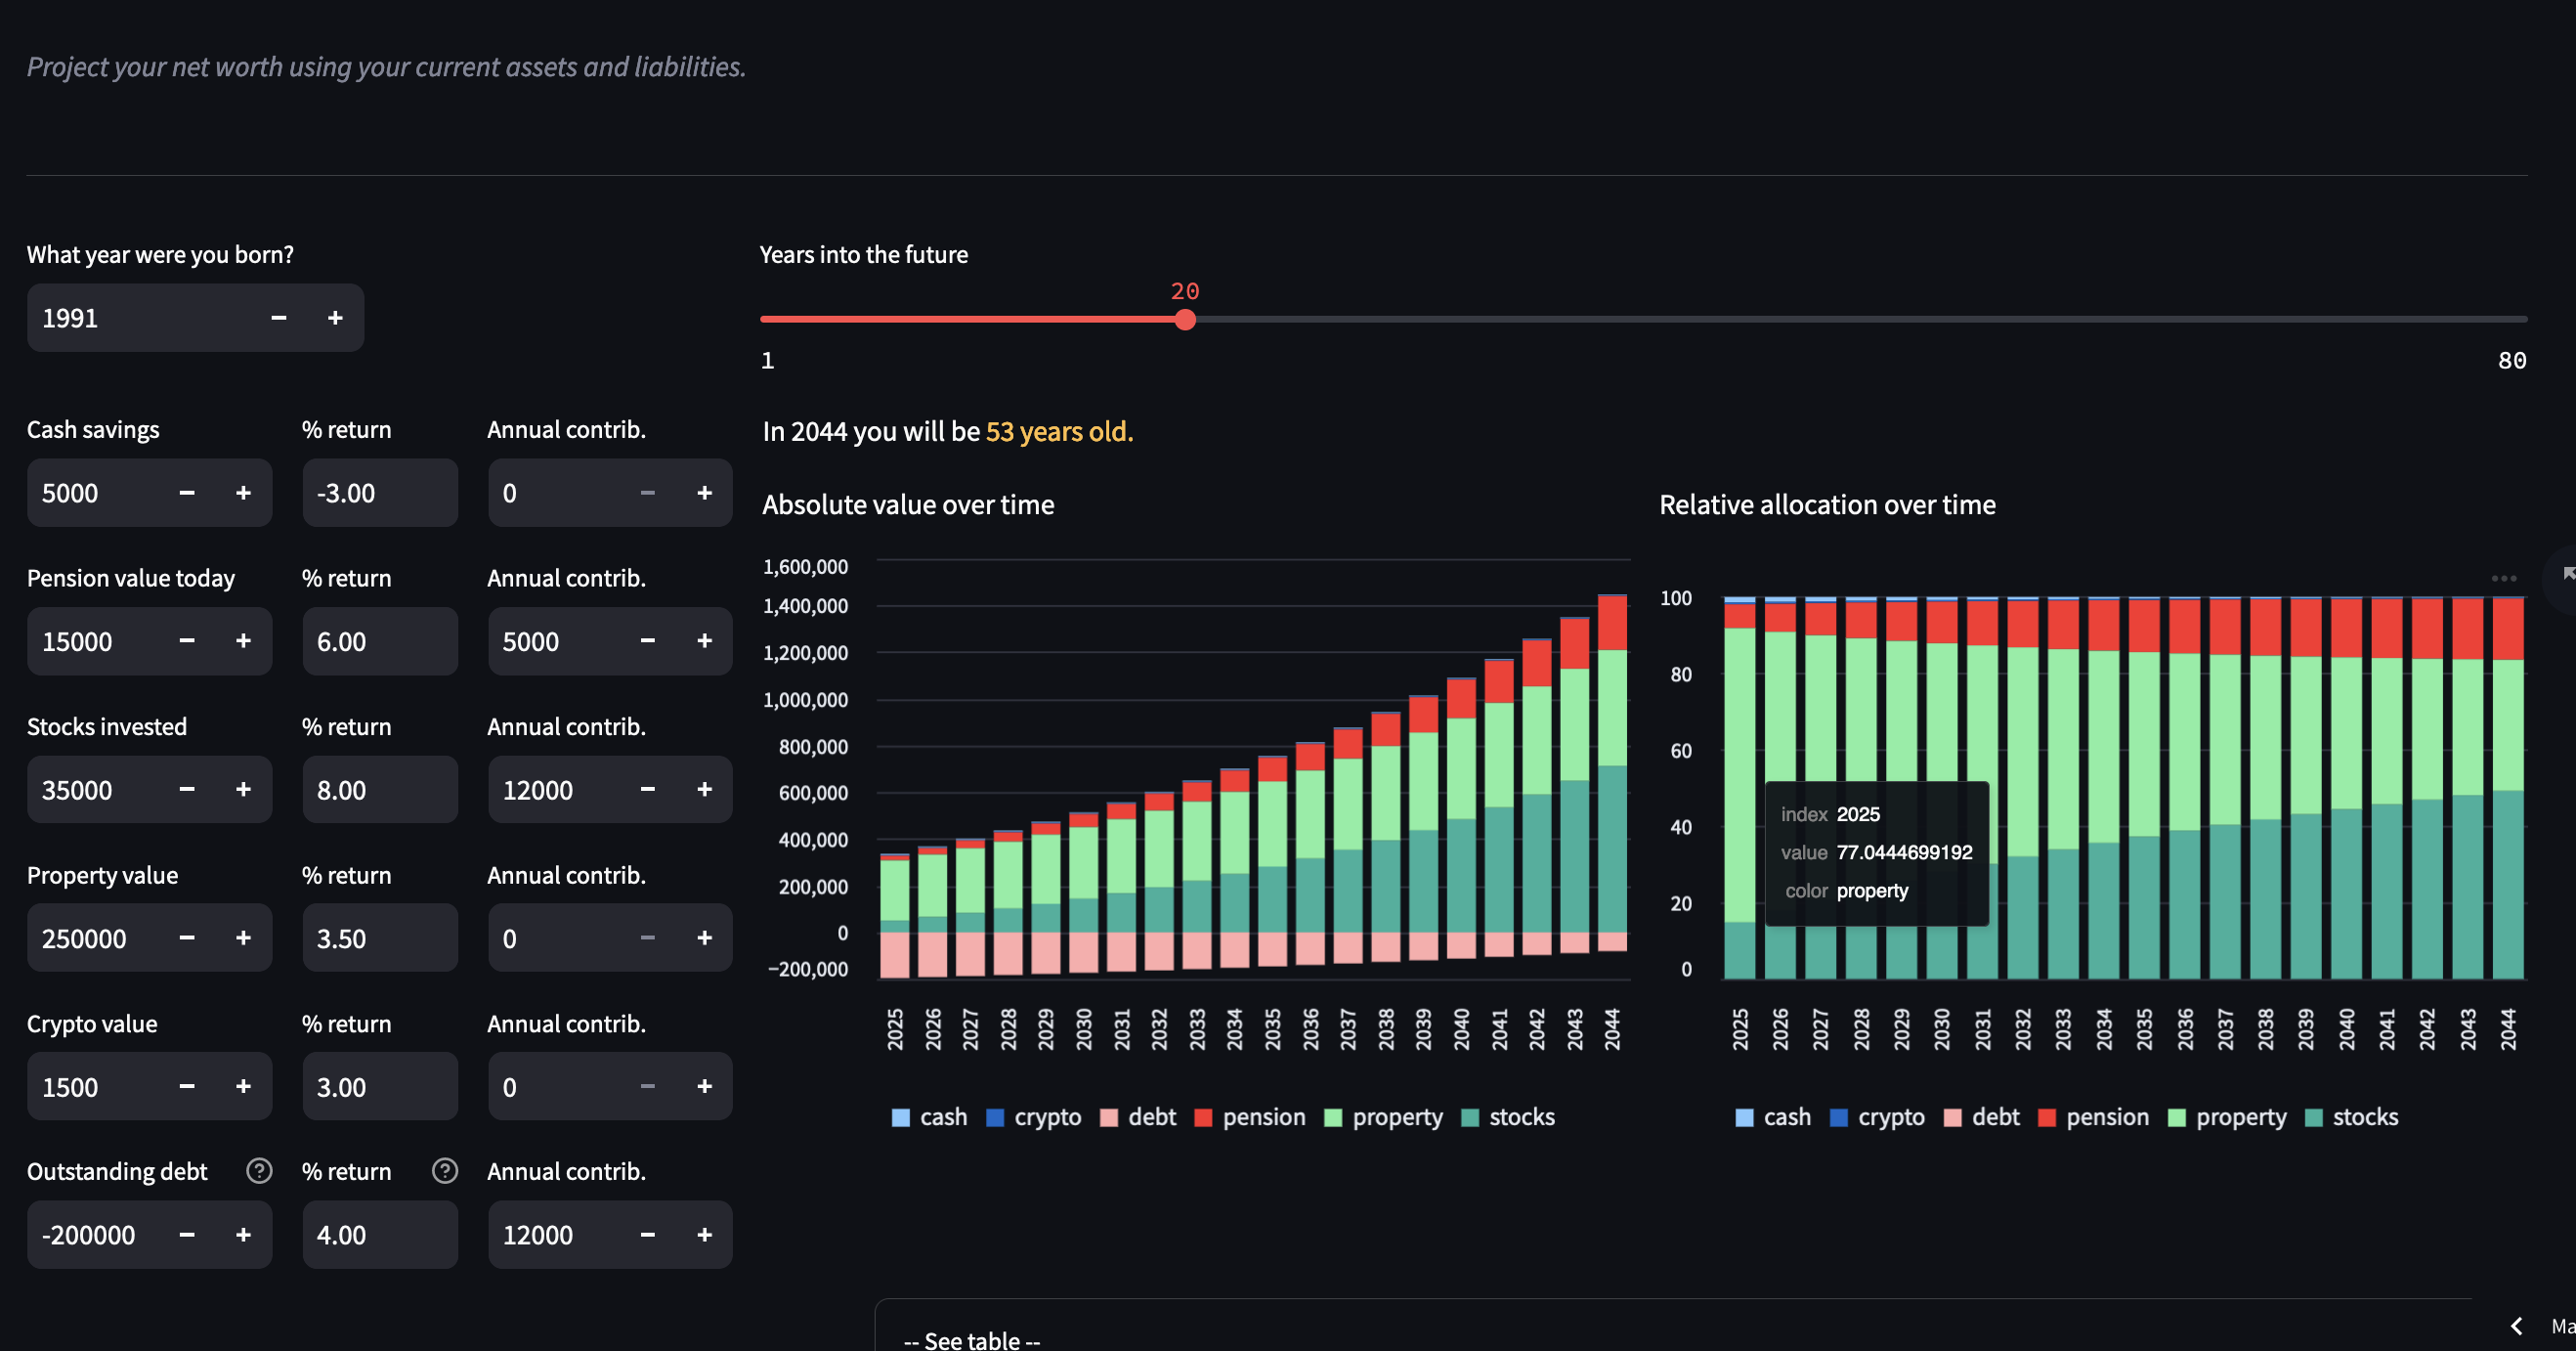 Project your net worth using your current assets and liabilities.
What year were you born?
1991
Years into the future
20
1
80
Cash savings % return Annual contrib.
5000 -3.00 0
Pension value today % return Annual contrib.
15000 6.00 5000
Stocks invested % return Annual contrib.
35000 8.00 12000
Property value % return Annual contrib.
250000 3.50 0
Crypto value % return Annual contrib.
1500 3.00 0
Outstanding debt % return Annual contrib.
-200000 4.00 12000
In 2044 you will be 53 years old.
Absolute value over time
1,600,000
1,400,000
1,200,000
1,000,000
800,000
600,000
400,000
200,000
0
−200,000
2025 2026 2027 2028 2029 2030 2031 2032 2033 2034 2035 2036 2037 2038 2039 2040 2041 2042 2043 2044
cash crypto debt pension property stocks
Relative allocation over time
100
80
60
40
20
0
index 2025
value 77.0444699192
color property
2025 2026 2027 2028 2029 2030 2031 2032 2033 2034 2035 2036 2037 2038 2039 2040 2041 2042 2043 2044
cash crypto debt pension property stocks
-- See table --